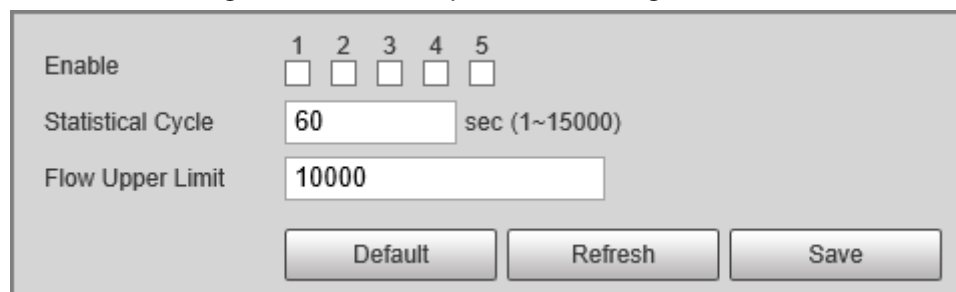 1 2 3 4 5
Enable
Statistical Cycle 60 sec (1~15000)
Flow Upper Limit 10000
Default Refresh Save